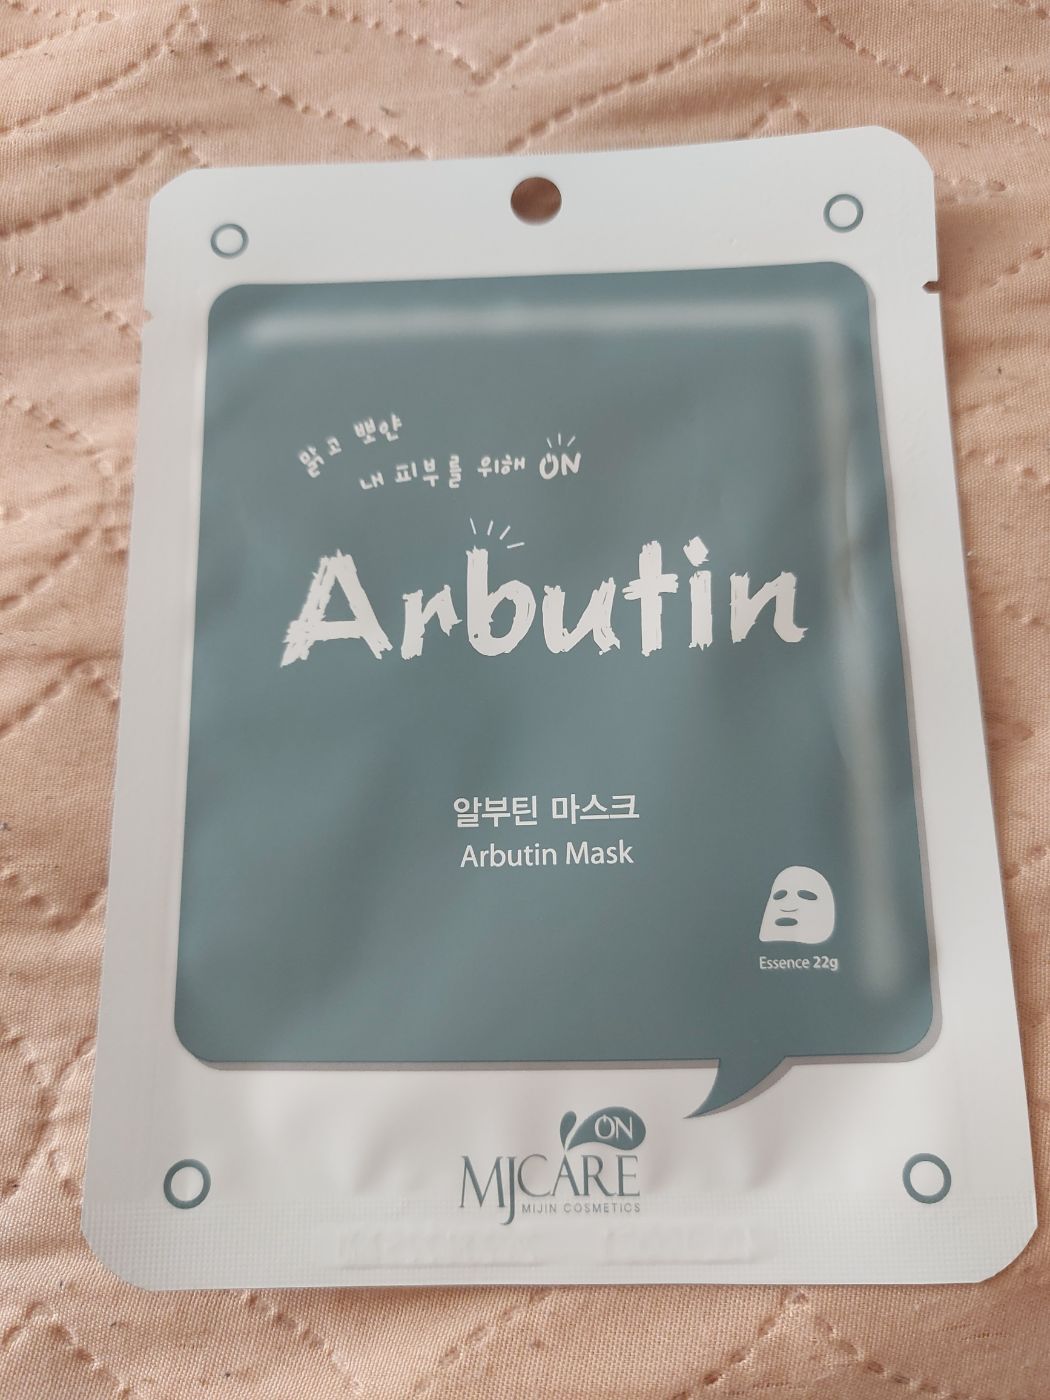 맑고 뽀얀
내 피부를 위해 ON
Arbutin
알부틴 마스크
Arbutin Mask
Essence 22g
ON
MJCARE
MIJIN COSMETICS